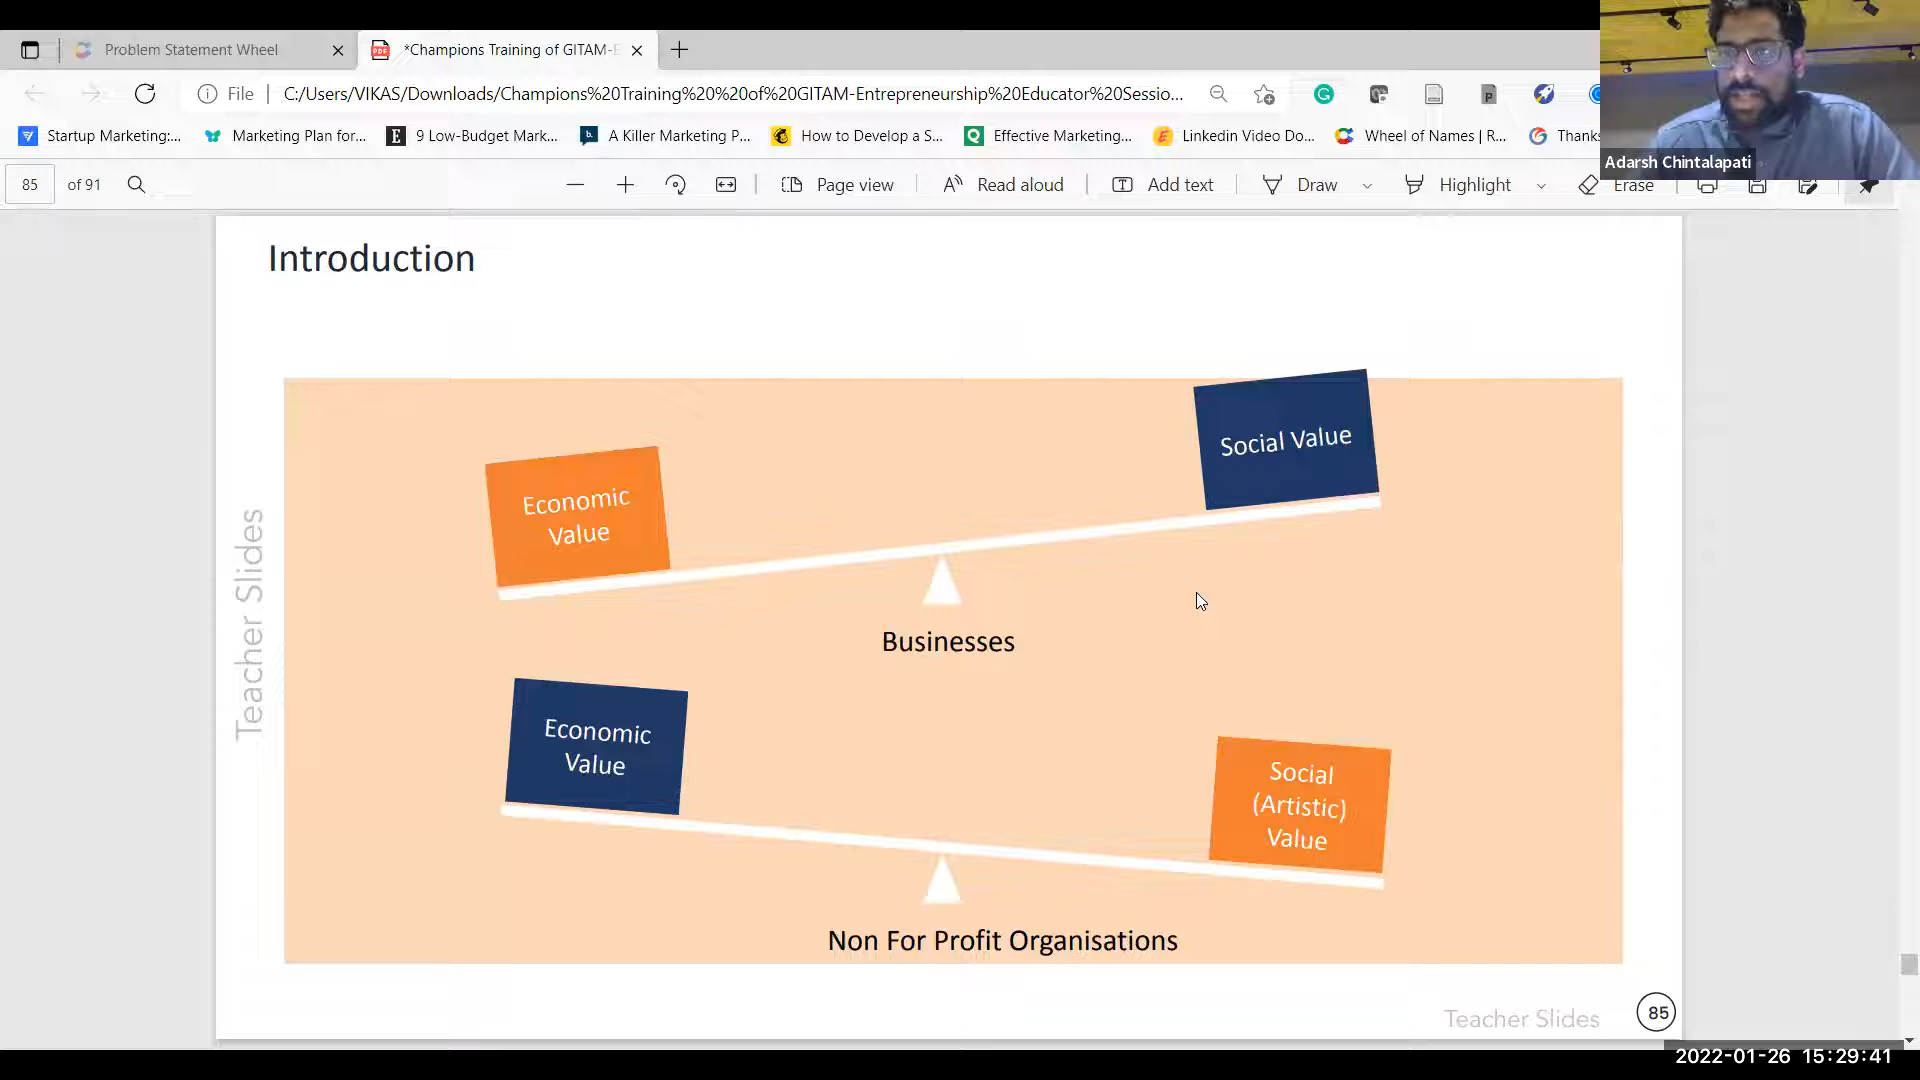 Problem Statement Wheel
*Champions Training of GITAM-E
File
C:/Users/VIKAS/Downloads/Champions%20Training%20%20of%20GITAM-Entrepreneurship%20Educator%20Sessio...
Startup Marketing:...
Marketing Plan for...
9 Low-Budget Mark...
A Killer Marketing P...
How to Develop a S...
Effective Marketing...
Linkedin Video Do...
Wheel of Names | R...
Thanks
Adarsh Chintalapati
85 of 91
Page view
Read aloud
Add text
Draw
Highlight
Erase
Introduction
Teacher Slides
Economic
Value
Social Value
Businesses
Economic
Value
Social
(Artistic)
Value
Non For Profit Organisations
Teacher Slides
85
2022-01-26 15:29:41